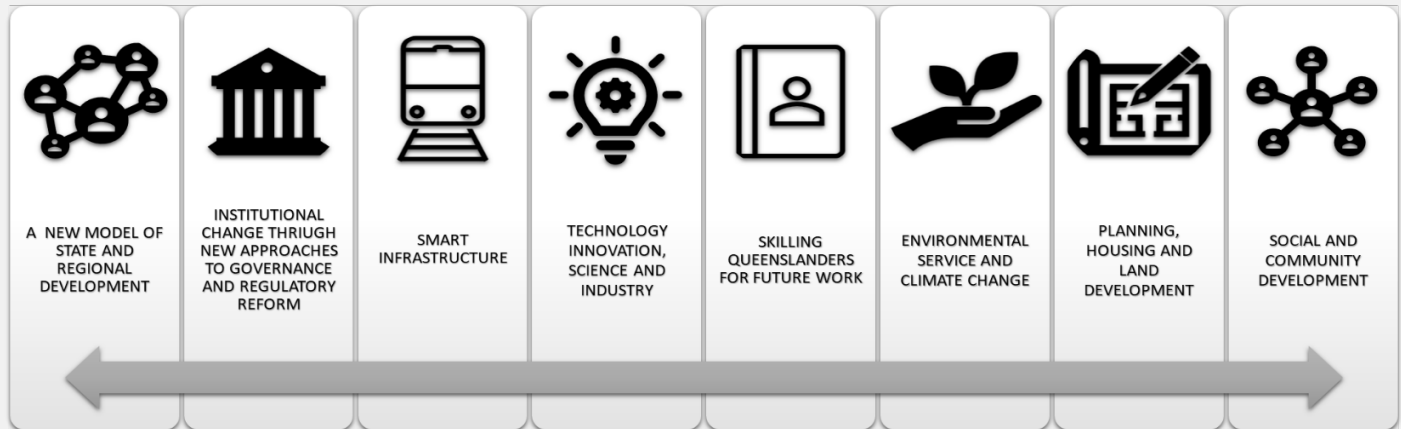 A NEW MODEL OF
STATE AND
REGIONAL
DEVELOPMENT
INSTITUTIONAL
CHANGE THRIUGH
NEW APPROACHES
TO GOVERNANCE
AND REGULATORY
REFORM
SMART
INFRASTRUCTURE
TECHNOLOGY
INNOVATION,
SCIENCE AND
INDUSTRY
SKILLING
QUEENSLANDERS
FOR FUTURE WORK
ENVIRONMENTAL
SERVICE AND
CLIMATE CHANGE
PLANNING,
HOUSING AND
LAND
DEVELOPMENT
SOCIAL AND
COMMUNITY
DEVELOPMENT